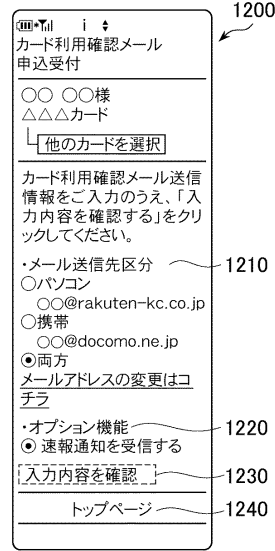 1200
i
カード利用確認メール
申込受付
○○ ○○様
△△△カード
他のカードを選択
カード利用確認メール送信
情報をご入力のうえ、「入
力内容を確認する」をクリ
ックしてください。
・メール送信先区分 1210
○パソコン
○○@rakuten-kc.co.jp
○携帯
○○@docomo.ne.jp
◉両方
メールアドレスの変更はコ
チラ
・オプション機能 1220
◉ 速報通知を受信する
入力内容を確認 1230
トップページ 1240